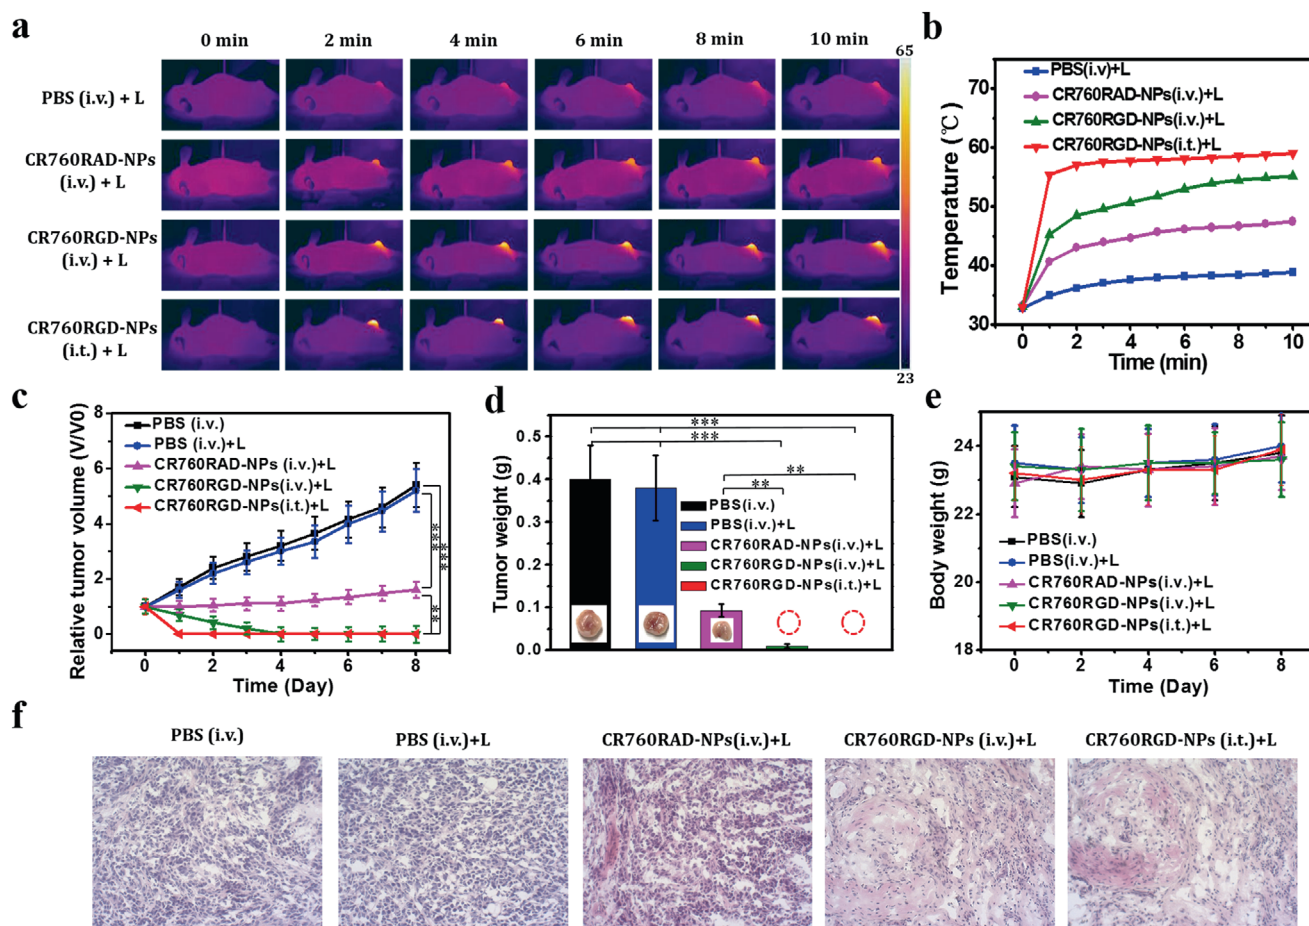 a
0 min 2 min 4 min 6 min 8 min 10 min
PBS (i.v.) + L
CR760RAD-NPs
(i.v.) + L
CR760RGD-NPs
(i.v.) + L
CR760RGD-NPs
(i.t.) + L
65
23
b
PBS(i.v)+L
CR760RAD-NPs(i.v.)+L
CR760RGD-NPs(i.v.)+L
CR760RGD-NPs(i.t.)+L
Temperature (℃)
70
60
50
40
30
0 2 4 6 8 10
Time (min)
c
PBS (i.v.)
PBS (i.v.)+L
CR760RAD-NPs (i.v.)+L
CR760RGD-NPs(i.v.)+L
CR760RGD-NPs(i.t.)+L
Relative tumor volume (V/V0)
8
6
4
2
0
0 2 4 6 8
Time (Day)
***
***
**
d
***
***
**
**
Tumor weight (g)
0.5
0.4
0.3
0.2
0.1
0.0
PBS(i.v.)
PBS(i.v.)+L
CR760RAD-NPs(i.v.)+L
CR760RGD-NPs(i.v.)+L
CR760RGD-NPs(i.t.)+L
e
Body weight (g)
24
22
20
18
PBS(i.v.)
PBS(i.v.)+L
CR760RAD-NPs(i.v.)+L
CR760RGD-NPs(i.v.)+L
CR760RGD-NPs(i.t.)+L
0 2 4 6 8
Time (Day)
f
PBS (i.v.)
PBS (i.v.)+L
CR760RAD-NPs(i.v.)+L
CR760RGD-NPs (i.v.)+L
CR760RGD-NPs (i.t.)+L